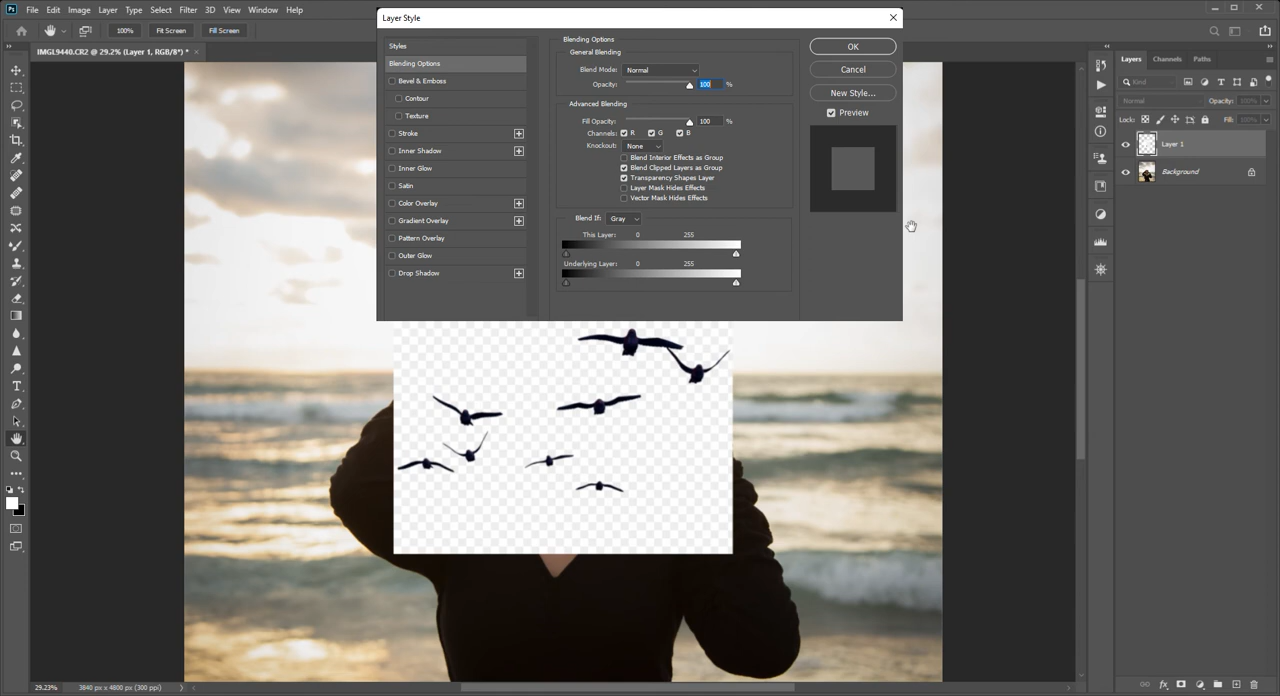 Ps File Edit Image Layer Type Select Filter 3D View Window Help
100% Fit Screen Fill Screen
IMGL9440.CR2 @ 29.2% (Layer 1, RGB/8*) * ×
Layer Style
Styles
Blending Options
Bevel & Emboss
Contour
Texture
Stroke
Inner Shadow
Inner Glow
Satin
Color Overlay
Gradient Overlay
Pattern Overlay
Outer Glow
Drop Shadow
Blending Options
General Blending
Blend Mode: Normal
Opacity: 100 %
Advanced Blending
Fill Opacity: 100 %
Channels: R G B
Knockout: None
Blend Interior Effects as Group
Blend Clipped Layers as Group
Transparency Shapes Layer
Layer Mask Hides Effects
Vector Mask Hides Effects
Blend If: Gray
This Layer: 0 255
Underlying Layer: 0 255
OK
Cancel
New Style...
Preview
Layers Channels Paths
Kind
Normal Opacity: 100%
Lock: Fill: 100%
Layer 1
Background
29.23% 3840 px x 4800 px (300 ppi)